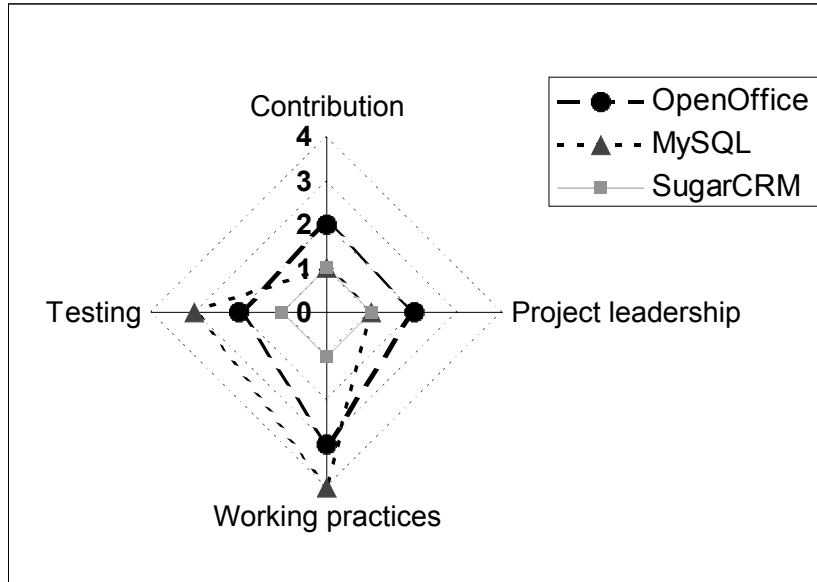 OpenOffice
MySQL
SugarCRM
Contribution
4
3
2
1
0
Testing
Project leadership
Working practices